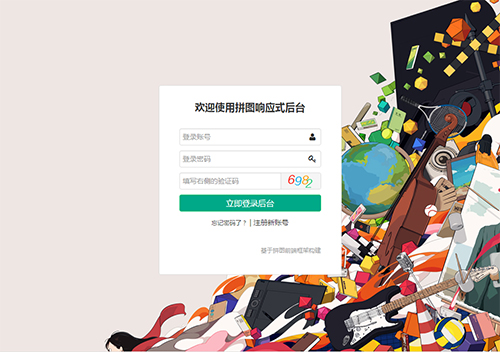 欢迎使用拼图响应式后台
登录账号
登录密码
填写右侧的验证码 6982
立即登录后台
忘记密码了？ | 注册新账号
基于拼图前端框架构建